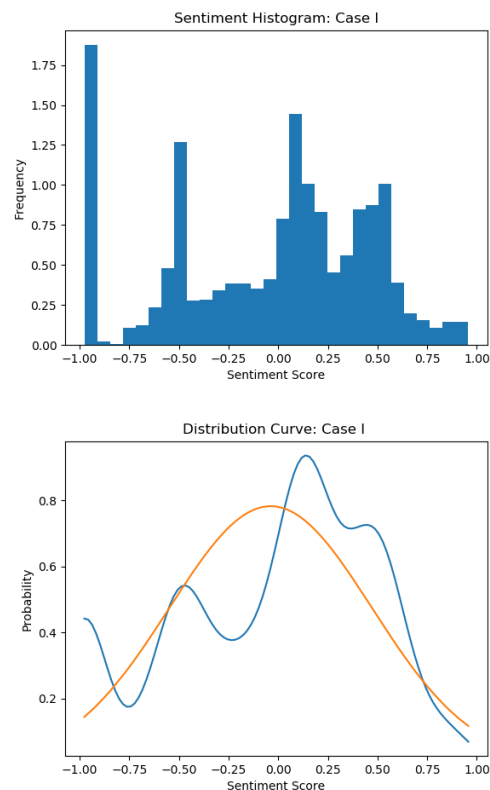 Sentiment Histogram: Case I
1.75
1.50
1.25
1.00
0.75
0.50
0.25
0.00
Frequency
−1.00 −0.75 −0.50 −0.25 0.00 0.25 0.50 0.75 1.00
Sentiment Score
Distribution Curve: Case I
0.8
0.6
0.4
0.2
Probability
−1.00 −0.75 −0.50 −0.25 0.00 0.25 0.50 0.75 1.00
Sentiment Score